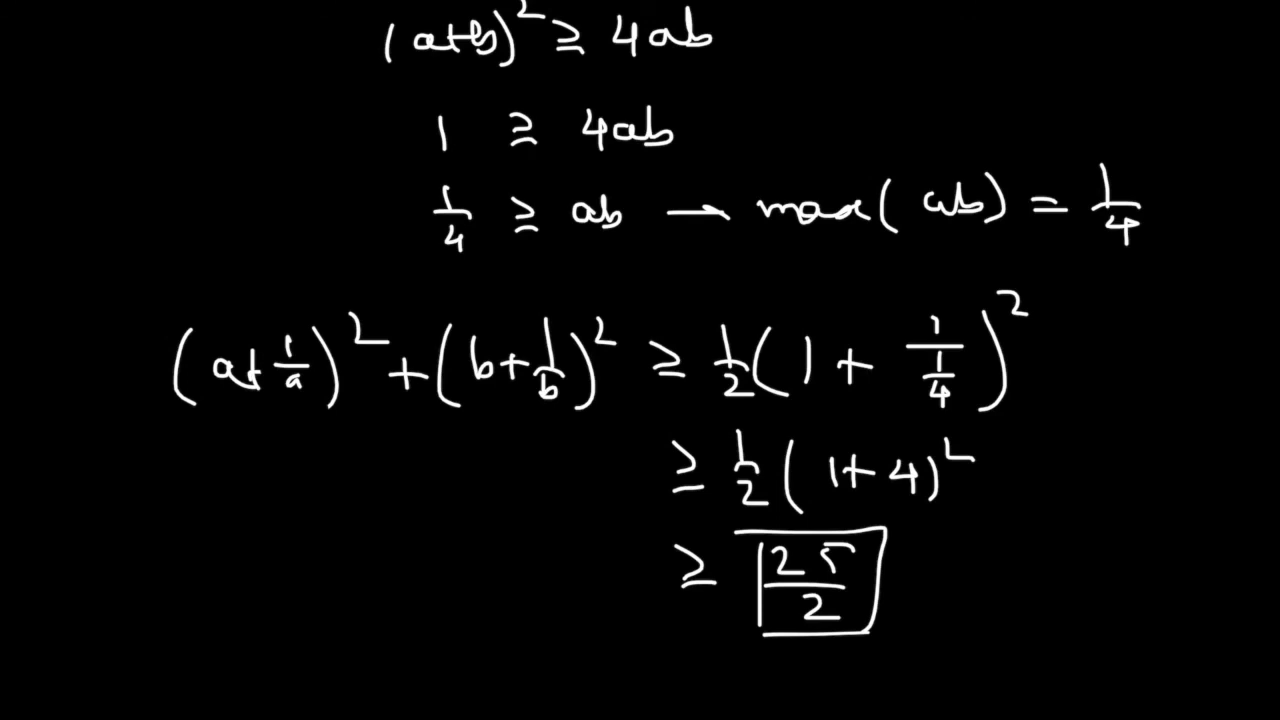 (a+b)² ≥ 4ab
1 ≥ 4ab
1/4 ≥ ab → max(ab) = 1/4
(a+1/a)² + (b+1/b)² ≥ 1/2(1 + 1/(1/4))²
≥ 1/2(1+4)²
≥ 25/2